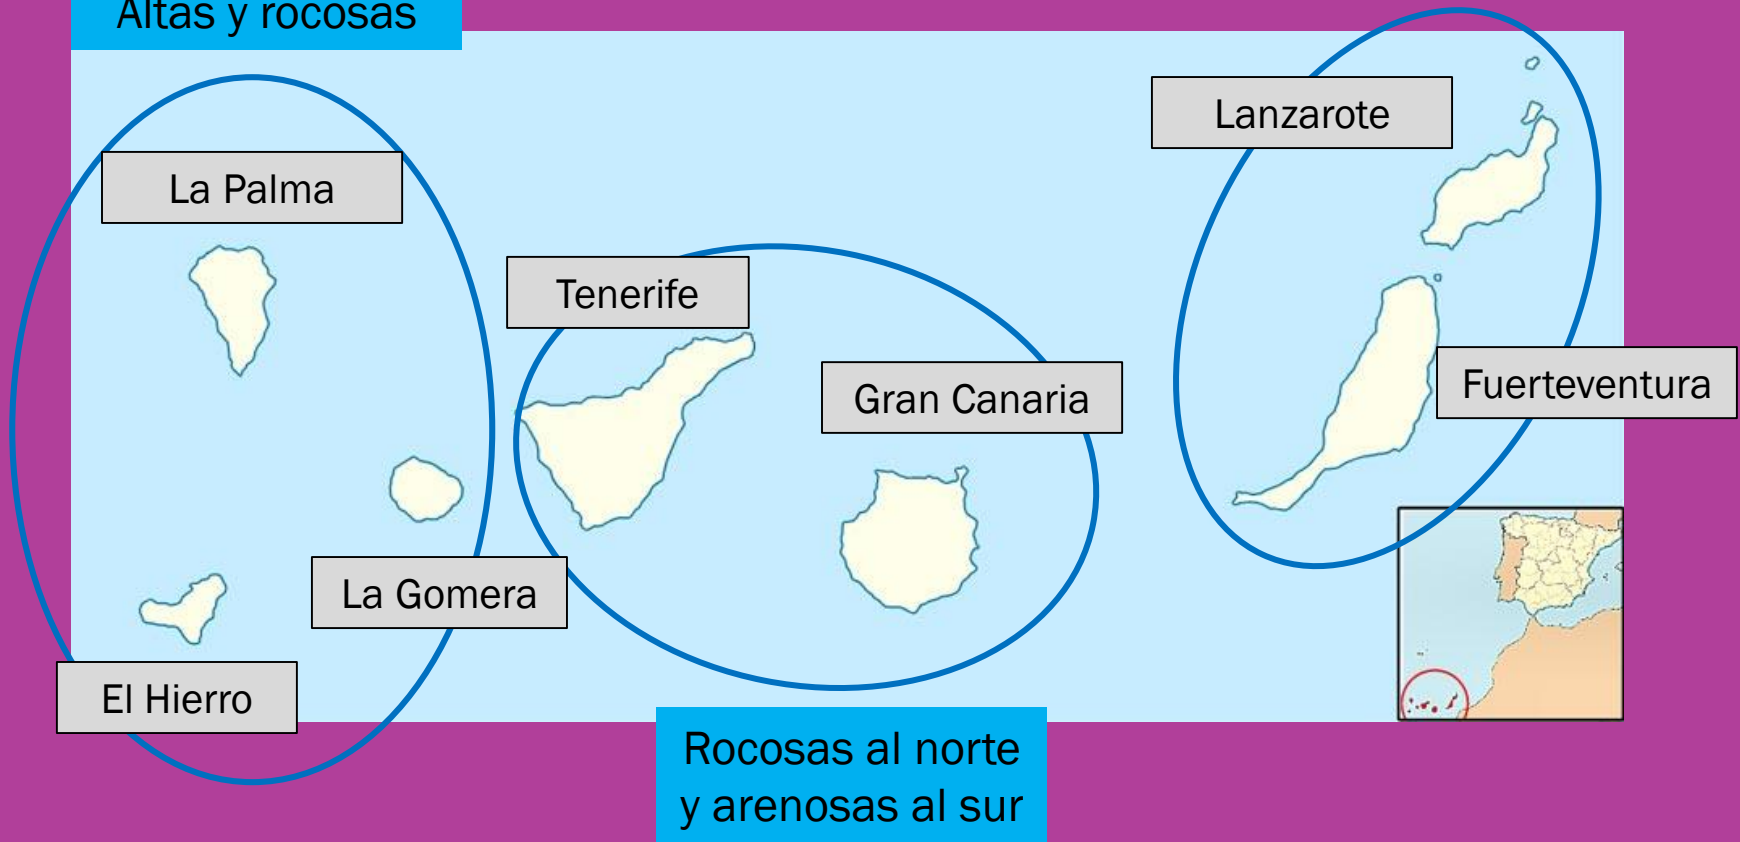 Altas y rocosas
Lanzarote
La Palma
Tenerife
Gran Canaria
Fuerteventura
La Gomera
El Hierro
Rocosas al norte
y arenosas al sur